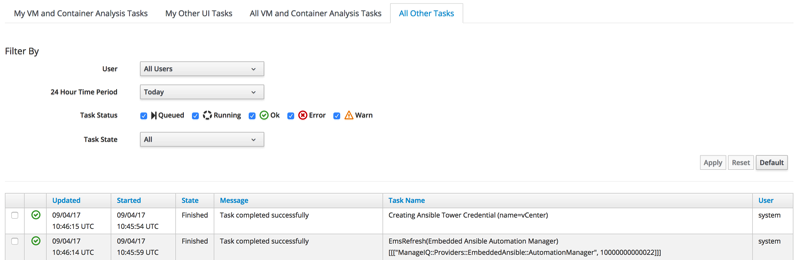 My VM and Container Analysis Tasks My Other UI Tasks All VM and Container Analysis Tasks All Other Tasks
Filter By
User All Users
24 Hour Time Period Today
Task Status Queued Running Ok Error Warn
Task State All
Apply Reset Default
Updated Started State Message Task Name User
09/04/17 09/04/17 Finished Task completed successfully Creating Ansible Tower Credential (name=vCenter) system
10:46:15 UTC 10:45:54 UTC
09/04/17 09/04/17 Finished Task completed successfully EmsRefresh(Embedded Ansible Automation Manager) system
10:46:14 UTC 10:45:59 UTC [[["ManageIQ::Providers::EmbeddedAnsible::AutomationManager", 10000000000022]]]